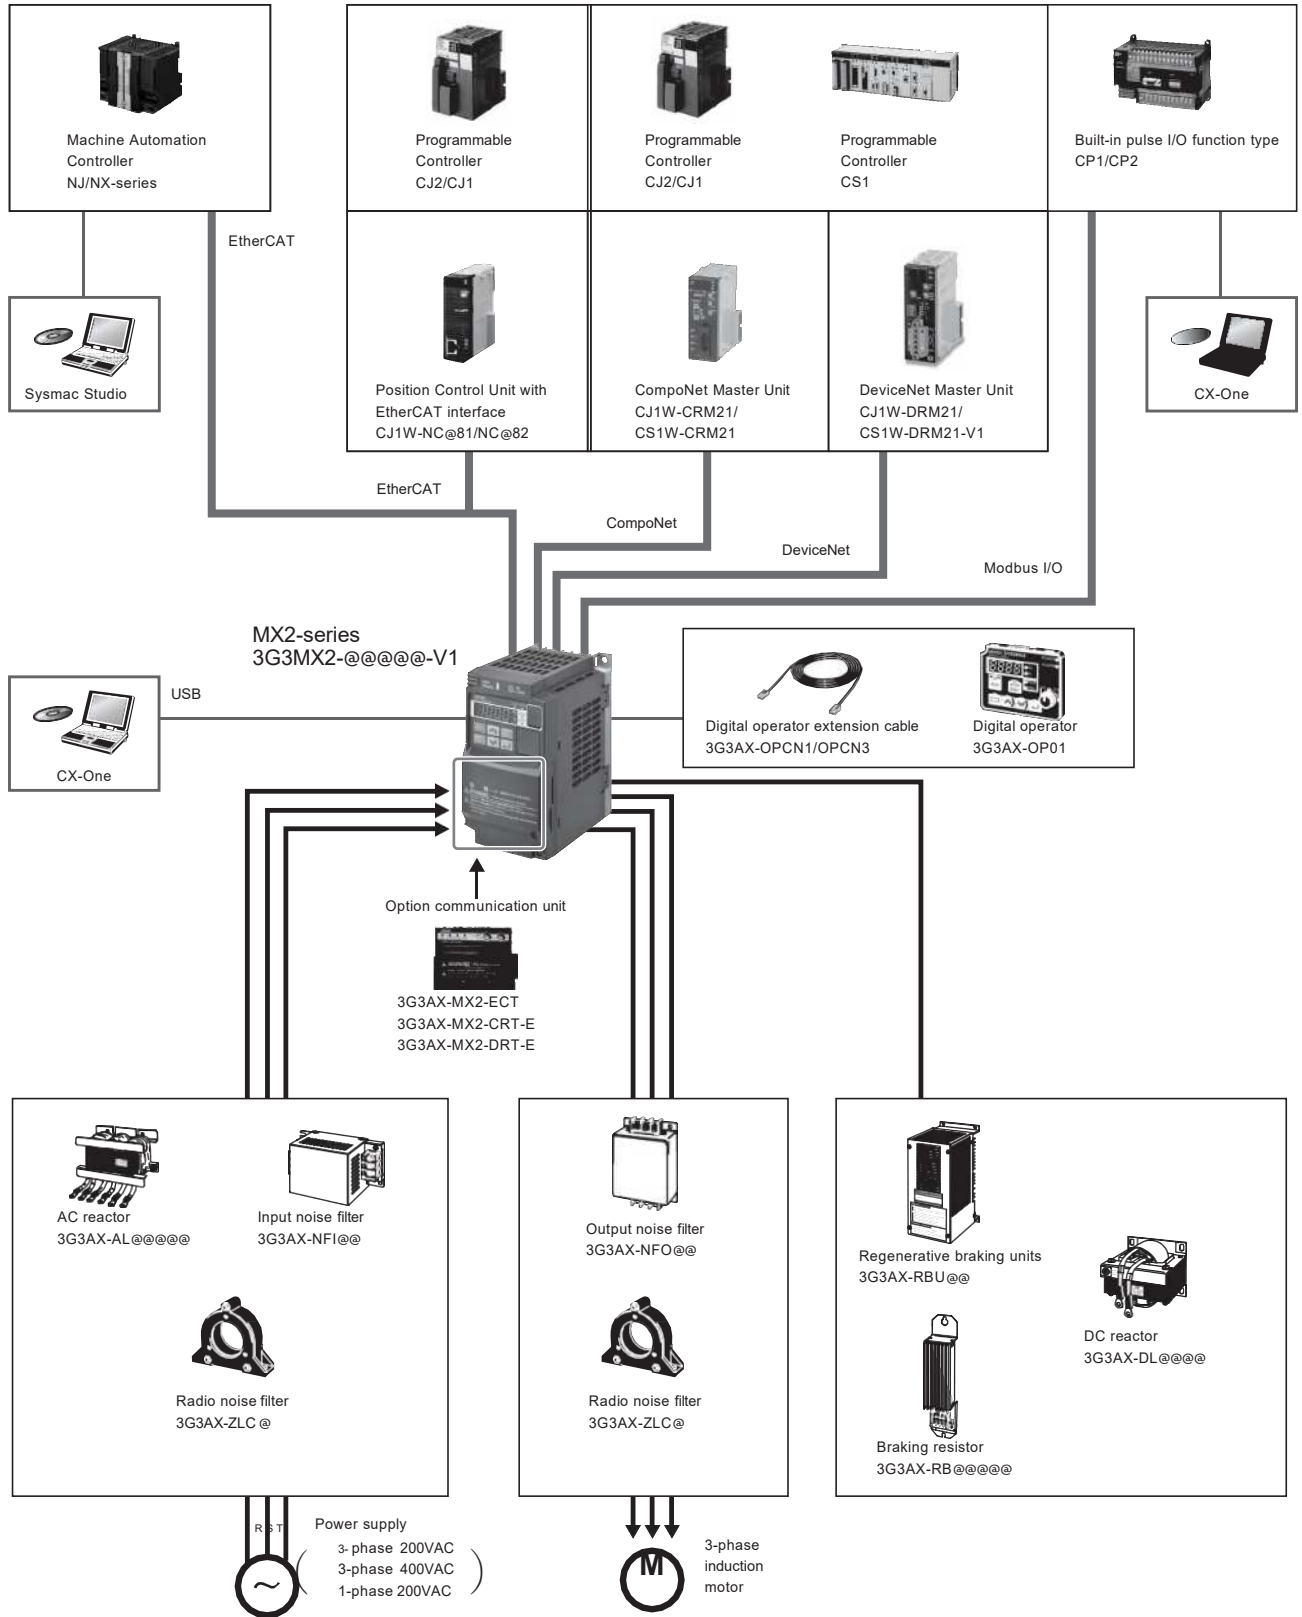 Machine Automation
Controller
NJ/NX-series
Programmable
Controller
CJ2/CJ1
Programmable
Controller
CJ2/CJ1
Programmable
Controller
CS1
Built-in pulse I/O function type
CP1/CP2
EtherCAT
Sysmac Studio
Position Control Unit with
EtherCAT interface
CJ1W-NC@81/NC@82
CompoNet Master Unit
CJ1W-CRM21/
CS1W-CRM21
DeviceNet Master Unit
CJ1W-DRM21/
CS1W-DRM21-V1
CX-One
EtherCAT
CompoNet
DeviceNet
Modbus I/O
MX2-series
3G3MX2-@@@@@-V1
USB
CX-One
Digital operator extension cable
3G3AX-OPCN1/OPCN3
Digital operator
3G3AX-OP01
Option communication unit
3G3AX-MX2-ECT
3G3AX-MX2-CRT-E
3G3AX-MX2-DRT-E
AC reactor
3G3AX-AL@@@@@
Input noise filter
3G3AX-NFI@@
Radio noise filter
3G3AX-ZLC@
Output noise filter
3G3AX-NFO@@
Radio noise filter
3G3AX-ZLC@
Regenerative braking units
3G3AX-RBU@@
DC reactor
3G3AX-DL@@@@
Braking resistor
3G3AX-RB@@@@@
R S T
Power supply
3- phase 200VAC
3-phase 400VAC
1-phase 200VAC
M
3-phase
induction
motor